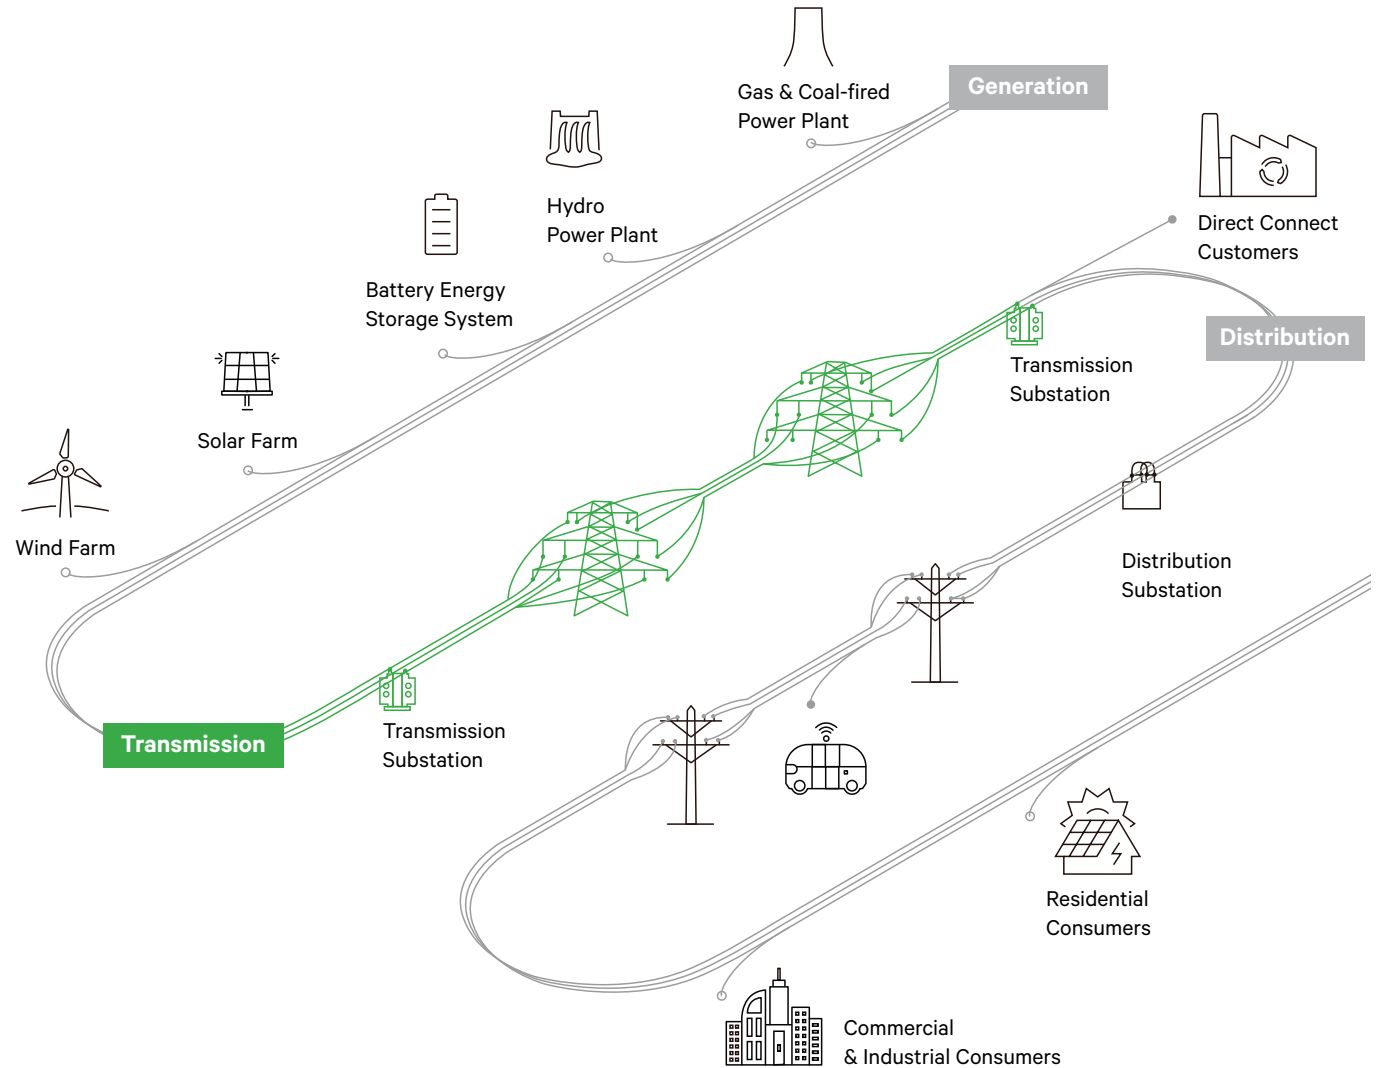 Generation
Gas & Coal-fired
Power Plant
Hydro
Power Plant
Battery Energy
Storage System
Solar Farm
Wind Farm
Transmission
Transmission
Substation
Transmission
Substation
Direct Connect
Customers
Distribution
Distribution
Substation
Residential
Consumers
Commercial
& Industrial Consumers